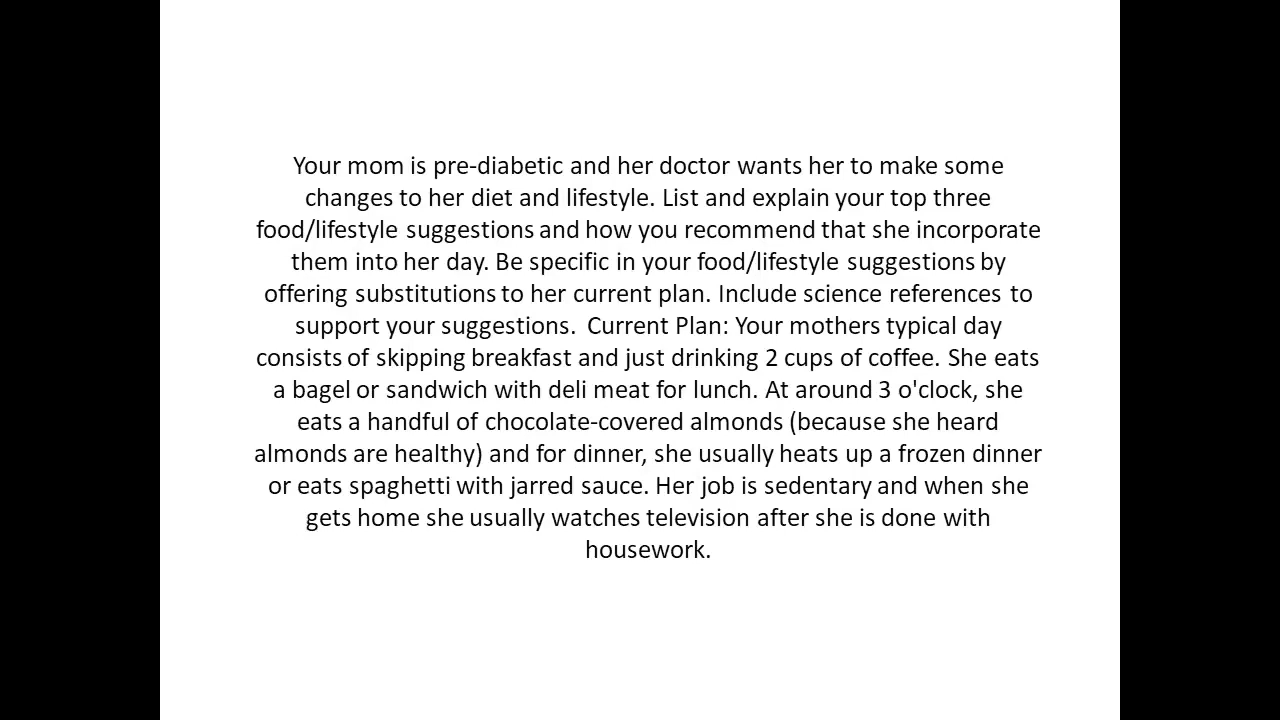 Your mom is pre-diabetic and her doctor wants her to make some
changes to her diet and lifestyle. List and explain your top three
food/lifestyle suggestions and how you recommend that she incorporate
them into her day. Be specific in your food/lifestyle suggestions by
offering substitutions to her current plan. Include science references to
support your suggestions.  Current Plan: Your mothers typical day
consists of skipping breakfast and just drinking 2 cups of coffee. She eats
a bagel or sandwich with deli meat for lunch. At around 3 o'clock, she
eats a handful of chocolate-covered almonds (because she heard
almonds are healthy) and for dinner, she usually heats up a frozen dinner
or eats spaghetti with jarred sauce. Her job is sedentary and when she
gets home she usually watches television after she is done with
housework.